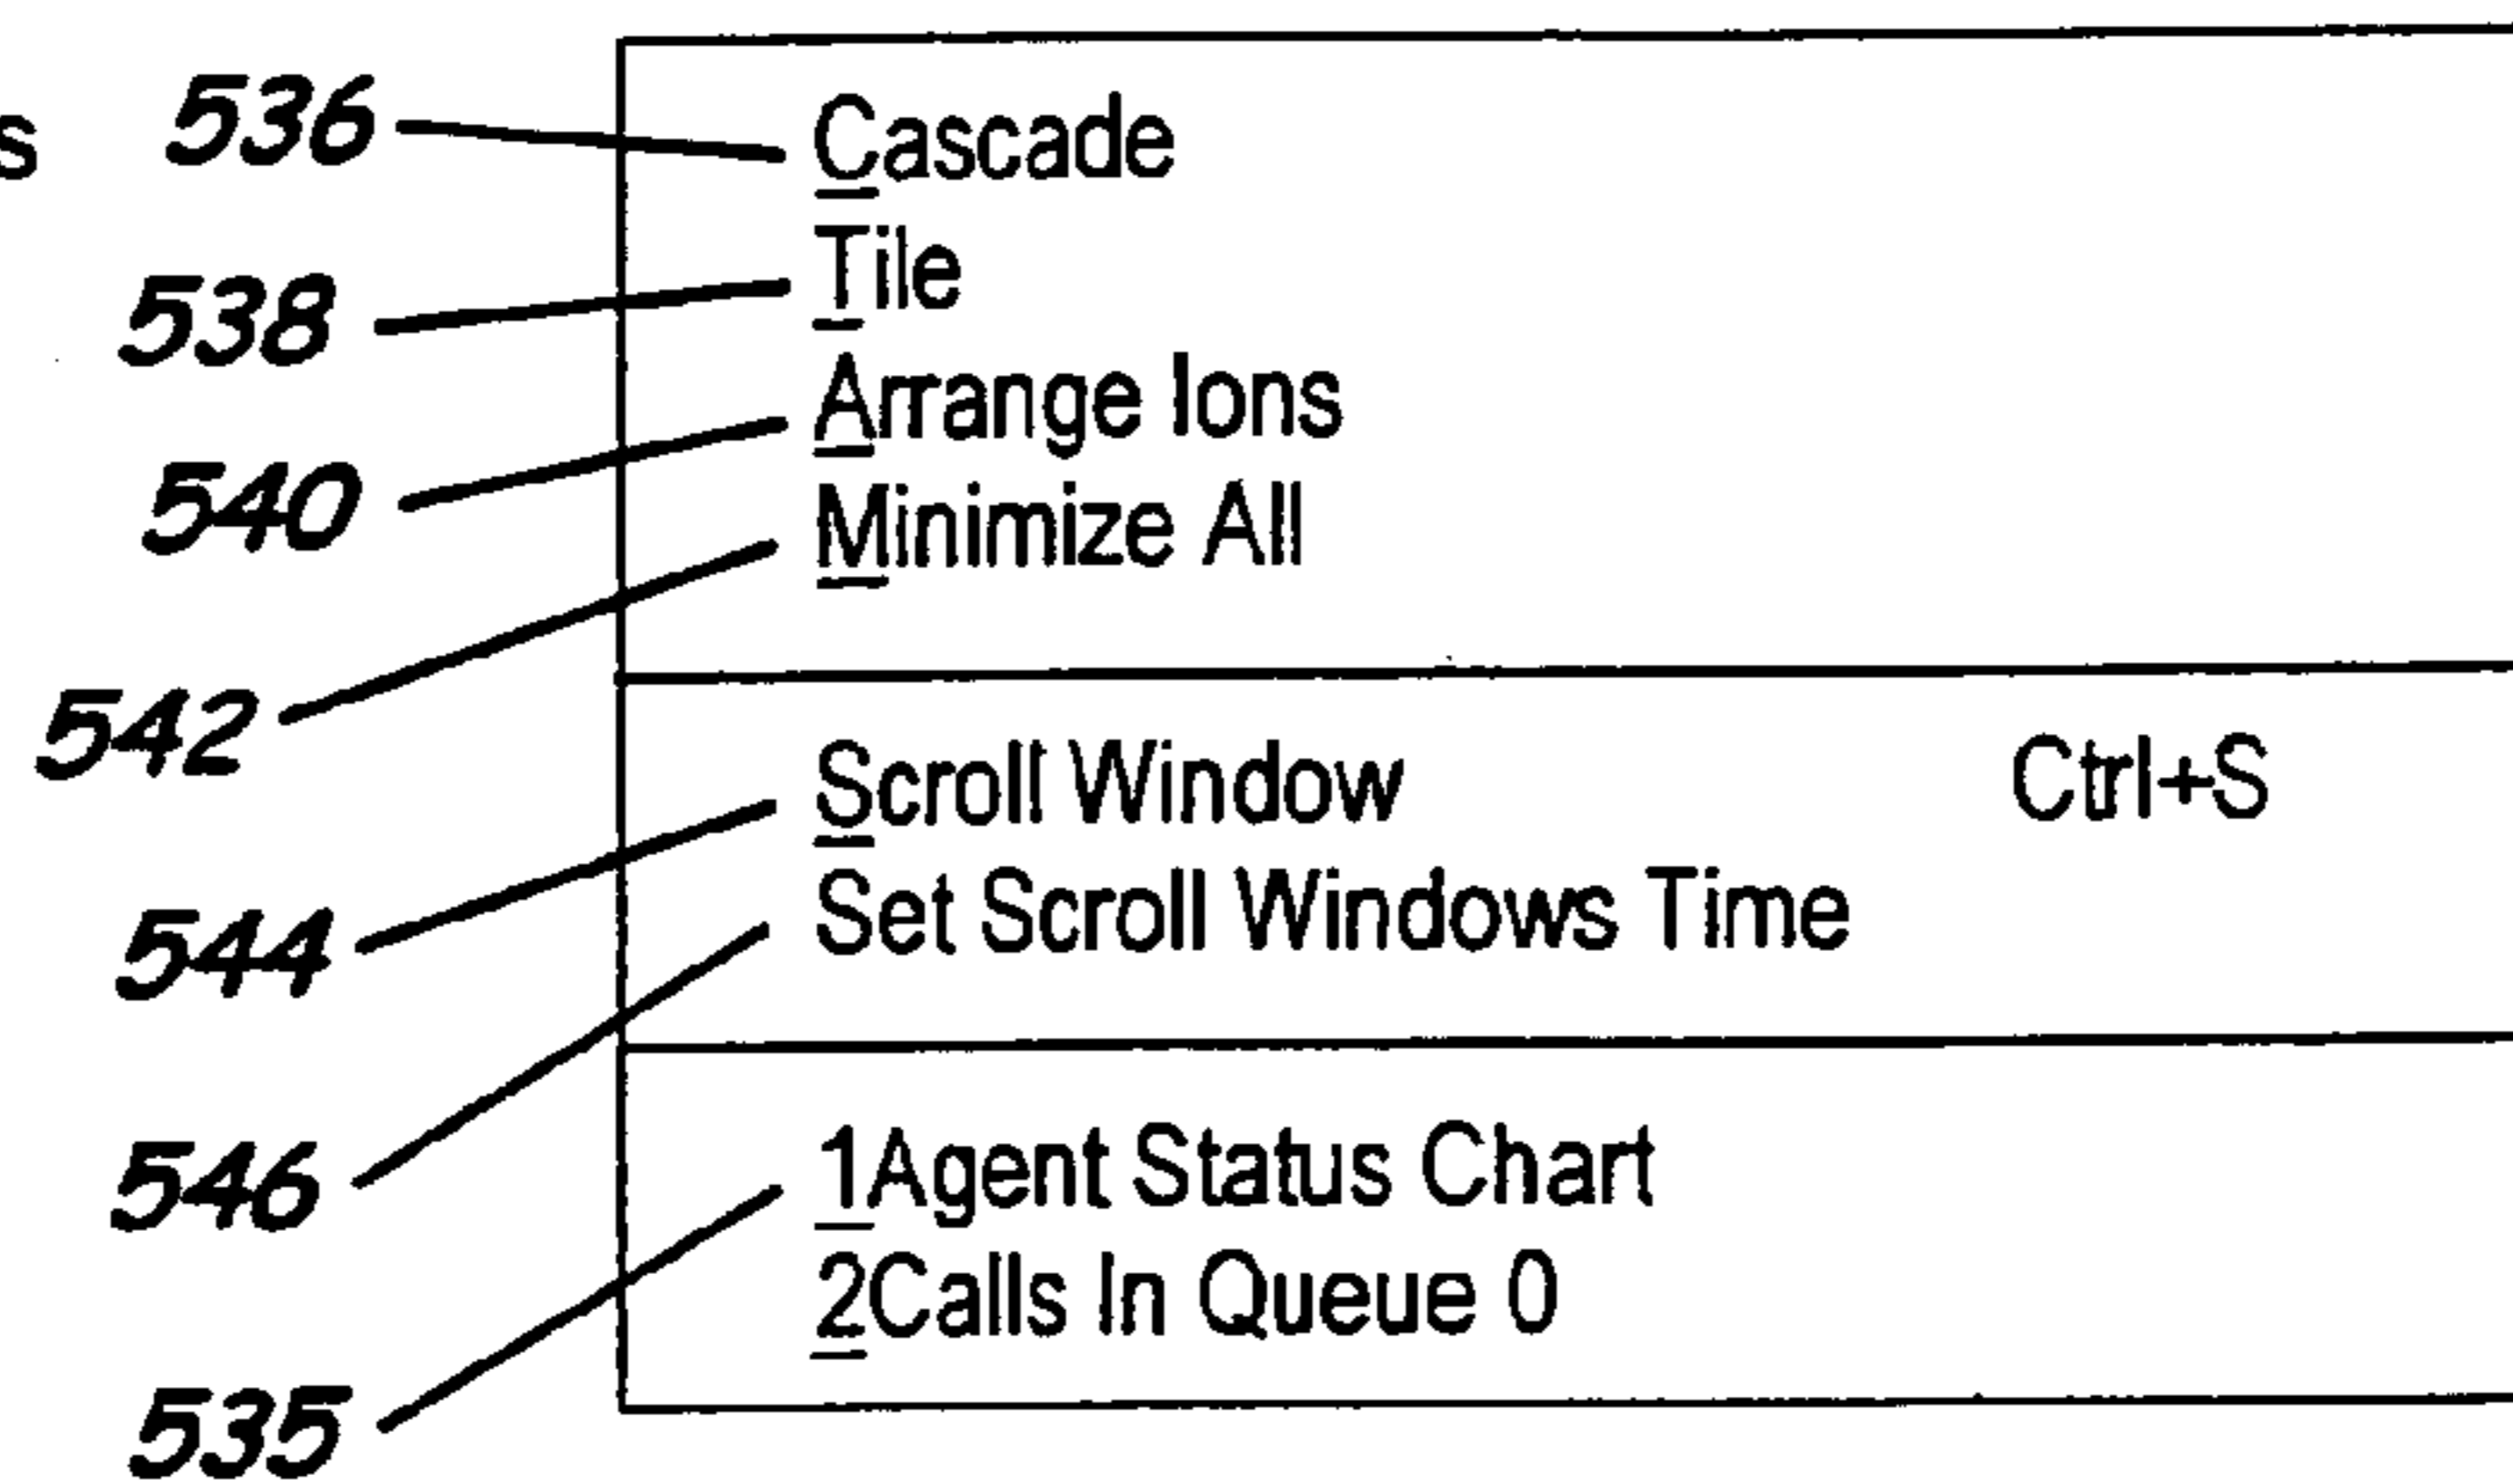 s 536 Cascade
538 Tile
540 Arrange Ions
542 Minimize All
544 Scroll Window Ctrl+S
546 Set Scroll Windows Time
535 1Agent Status Chart
2Calls In Queue 0